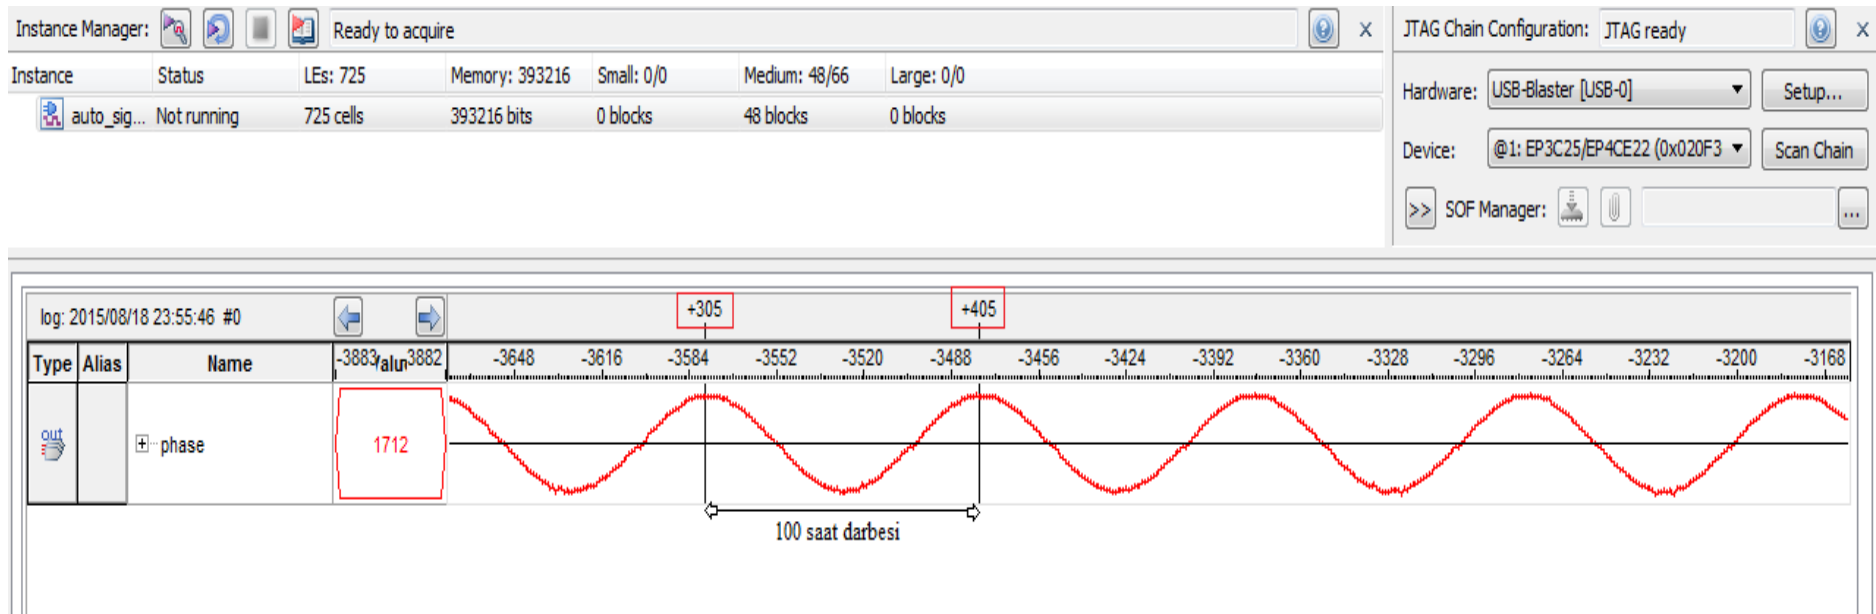 Instance Manager: Ready to acquire x
JTAG Chain Configuration: JTAG ready x
Instance Status LEs: 725 Memory: 393216 Small: 0/0 Medium: 48/66 Large: 0/0
auto_sig... Not running 725 cells 393216 bits 0 blocks 48 blocks 0 blocks
Hardware: USB-Blaster [USB-0] Setup...
Device: @1: EP3C25/EP4CE22 (0x020F3 Scan Chain
>> SOF Manager: ...
log: 2015/08/18 23:55:46 #0 +305 +405
Type Alias Name -3883 3882 -3648 -3616 -3584 -3552 -3520 -3488 -3456 -3424 -3392 -3360 -3328 -3296 -3264 -3232 -3200 -3168
out phase 1712
100 saat darbesi